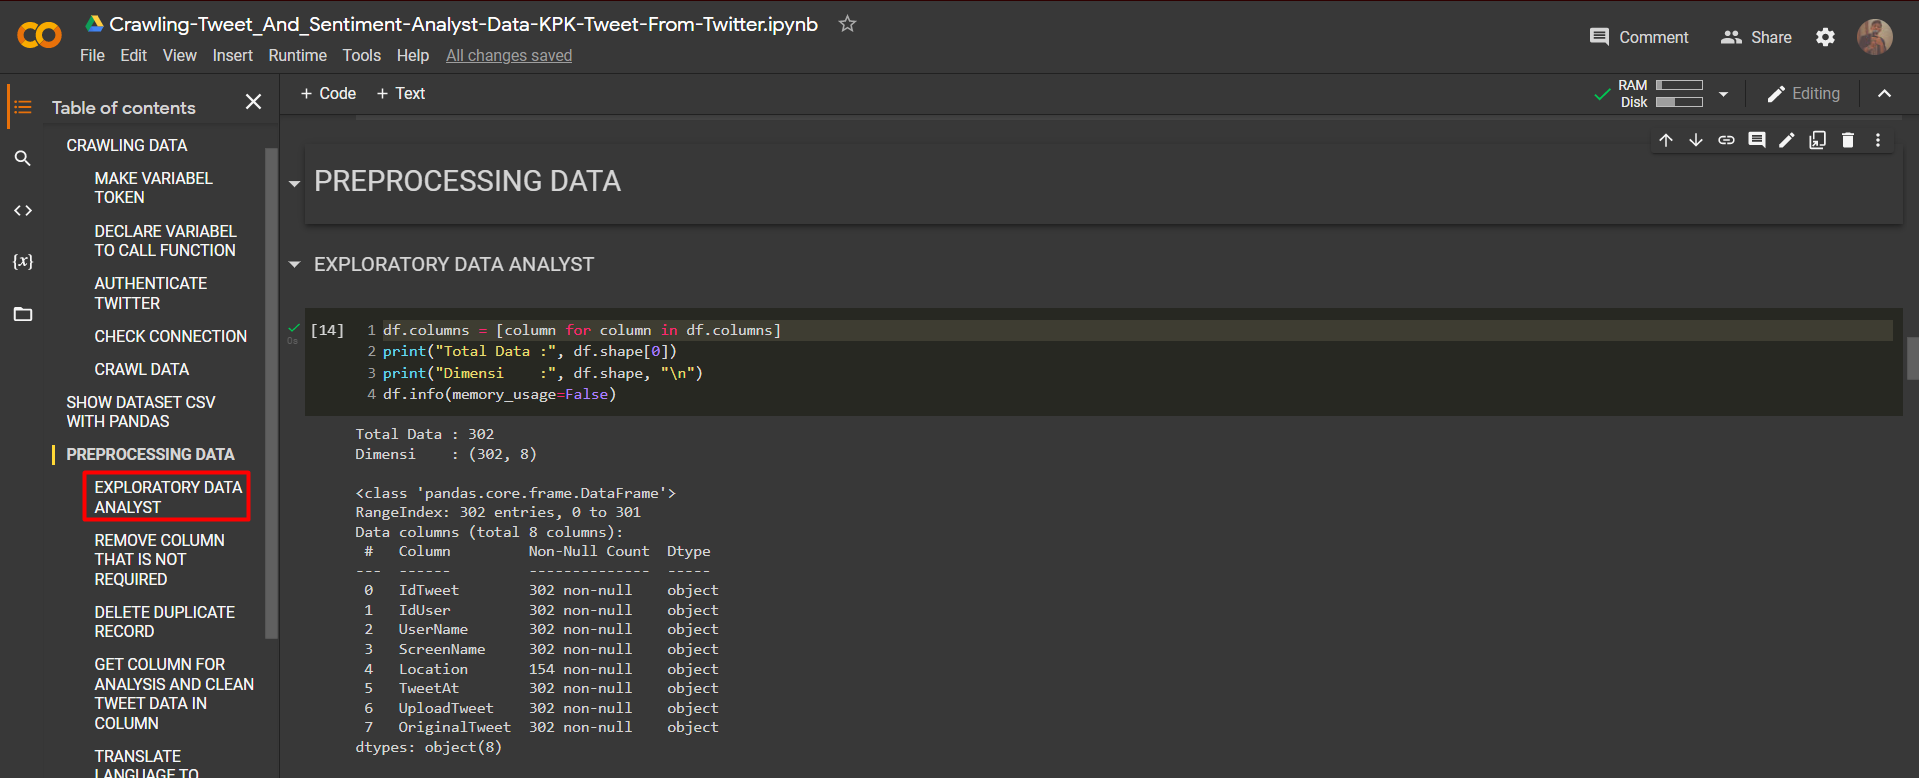 Crawling-Tweet_And_Sentiment-Analyst-Data-KPK-Tweet-From-Twitter.ipynb
File Edit View Insert Runtime Tools Help All changes saved
Comment
Share
Table of contents
CRAWLING DATA
MAKE VARIABEL
TOKEN
DECLARE VARIABEL
TO CALL FUNCTION
AUTHENTICATE
TWITTER
CHECK CONNECTION
CRAWL DATA
SHOW DATASET CSV
WITH PANDAS
PREPROCESSING DATA
EXPLORATORY DATA
ANALYST
REMOVE COLUMN
THAT IS NOT
REQUIRED
DELETE DUPLICATE
RECORD
GET COLUMN FOR
ANALYSIS AND CLEAN
TWEET DATA IN
COLUMN
TRANSLATE
LANGUAGE TO
{x}
+ Code + Text
RAM
Disk
Editing
PREPROCESSING DATA
EXPLORATORY DATA ANALYST
0s
[14]
1 df.columns = [column for column in df.columns]
2 print("Total Data :", df.shape[0])
3 print("Dimensi    :", df.shape, "\n")
4 df.info(memory_usage=False)
Total Data : 302
Dimensi    : (302, 8)
<class 'pandas.core.frame.DataFrame'>
RangeIndex: 302 entries, 0 to 301
Data columns (total 8 columns):
 #   Column         Non-Null Count  Dtype
---  ------         --------------  -----
 0   IdTweet        302 non-null    object
 1   IdUser         302 non-null    object
 2   UserName       302 non-null    object
 3   ScreenName     302 non-null    object
 4   Location       154 non-null    object
 5   TweetAt        302 non-null    object
 6   UploadTweet    302 non-null    object
 7   OriginalTweet  302 non-null    object
dtypes: object(8)